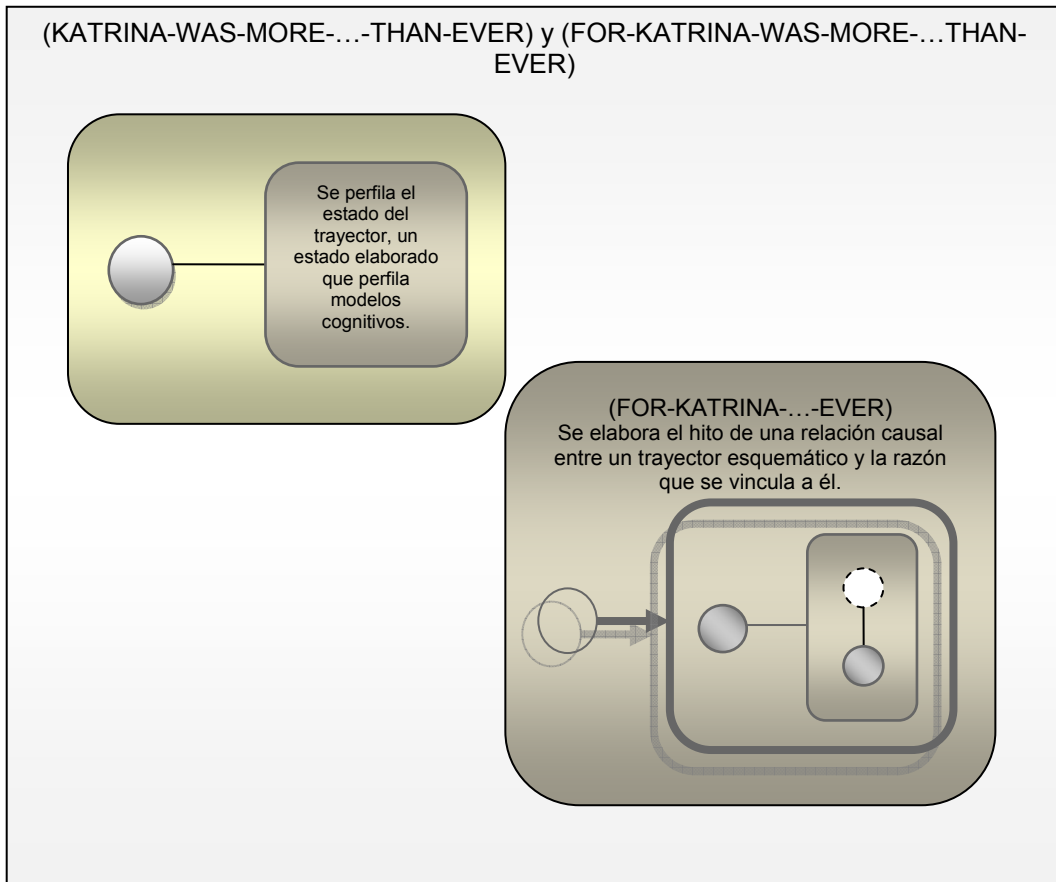 (KATRINA-WAS-MORE-…-THAN-EVER) y (FOR-KATRINA-WAS-MORE-…THAN-
EVER)
Se perfila el
estado del
trayector, un
estado elaborado
que perfila
modelos
cognitivos.
(FOR-KATRINA-…-EVER)
Se elabora el hito de una relación causal
entre un trayector esquemático y la razón
que se vincula a él.